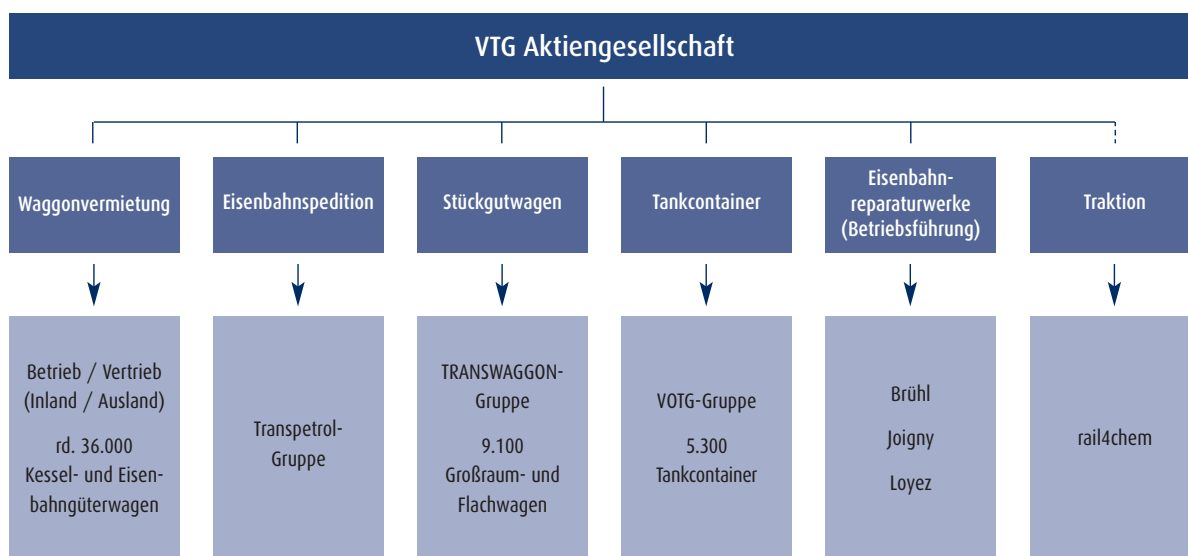 VTG Aktiengesellschaft
Waggonvermietung
Eisenbahnspedition
Stückgutwagen
Tankcontainer
Eisenbahn-
reparaturwerke
(Betriebsführung)
Traktion
Betrieb / Vertrieb
(Inland / Ausland)
rd. 36.000
Kessel- und Eisen-
bahngüterwagen
Transpetrol-
Gruppe
TRANSWAGGON-
Gruppe
9.100
Großraum- und
Flachwagen
VOTG-Gruppe
5.300
Tankcontainer
Brühl
Joigny
Loyez
rail4chem